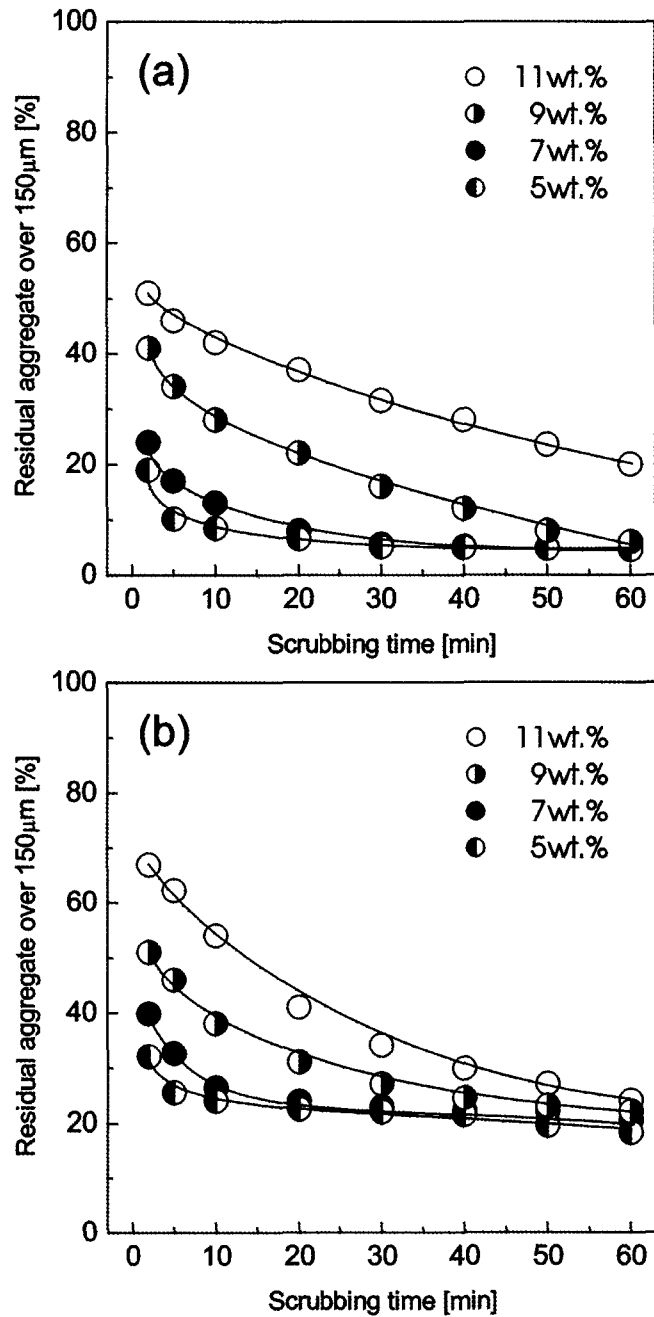 100
(a)
11wt.%
9wt.%
7wt.%
5wt.%
80
60
40
20
0
Residual aggregate over 150μm [%]
0 10 20 30 40 50 60
Scrubbing time [min]
100
(b)
11wt.%
9wt.%
7wt.%
5wt.%
80
60
40
20
0
Residual aggregate over 150μm [%]
0 10 20 30 40 50 60
Scrubbing time [min]